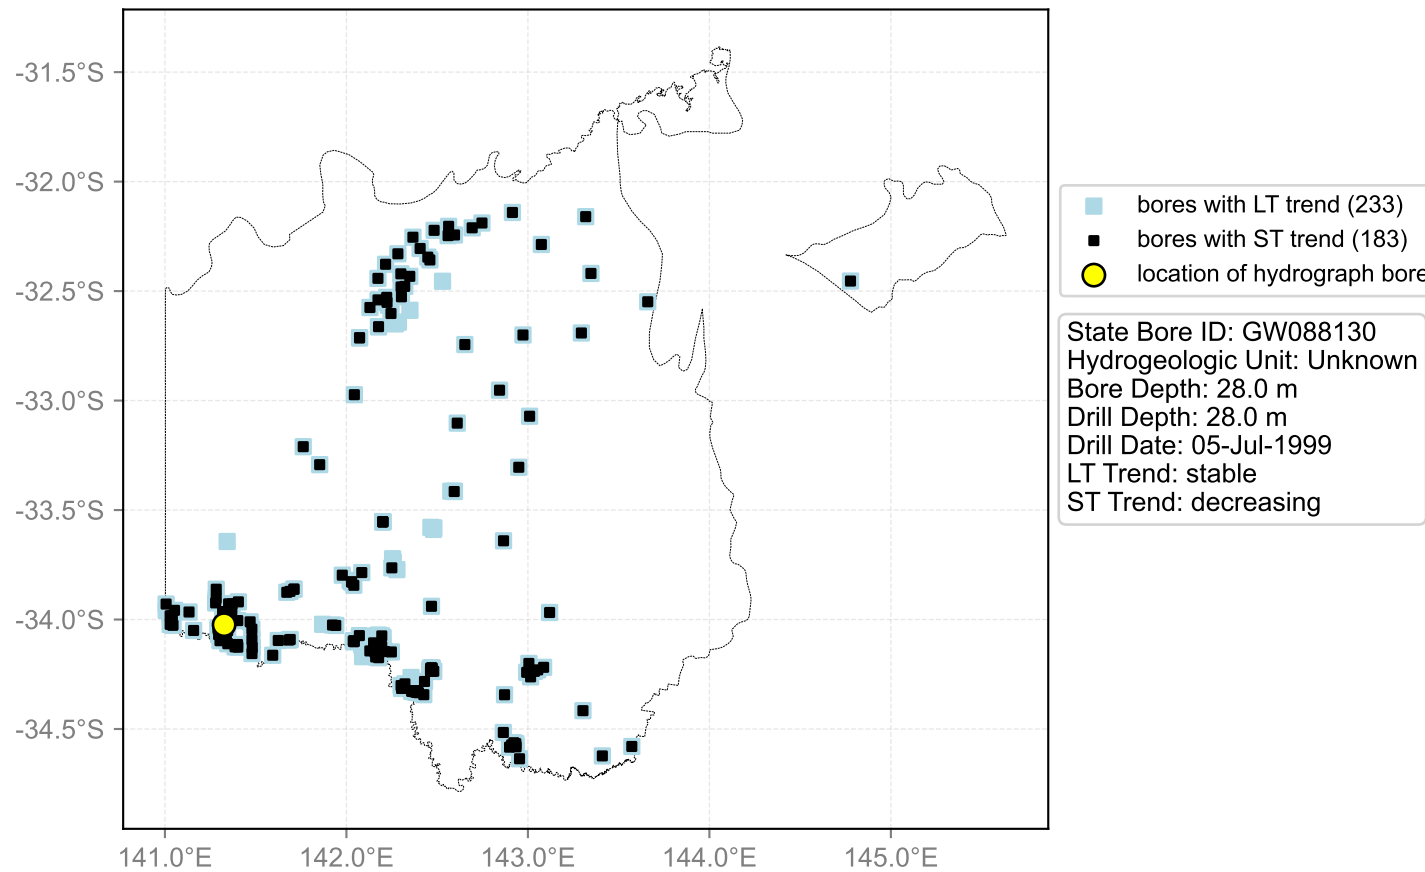 -31.5°S
-32.0°S
-32.5°S
-33.0°S
-33.5°S
-34.0°S
-34.5°S
141.0°E 142.0°E 143.0°E 144.0°E 145.0°E
bores with LT trend (233)
bores with ST trend (183)
location of hydrograph bore
State Bore ID: GW088130
Hydrogeologic Unit: Unknown
Bore Depth: 28.0 m
Drill Depth: 28.0 m
Drill Date: 05-Jul-1999
LT Trend: stable
ST Trend: decreasing